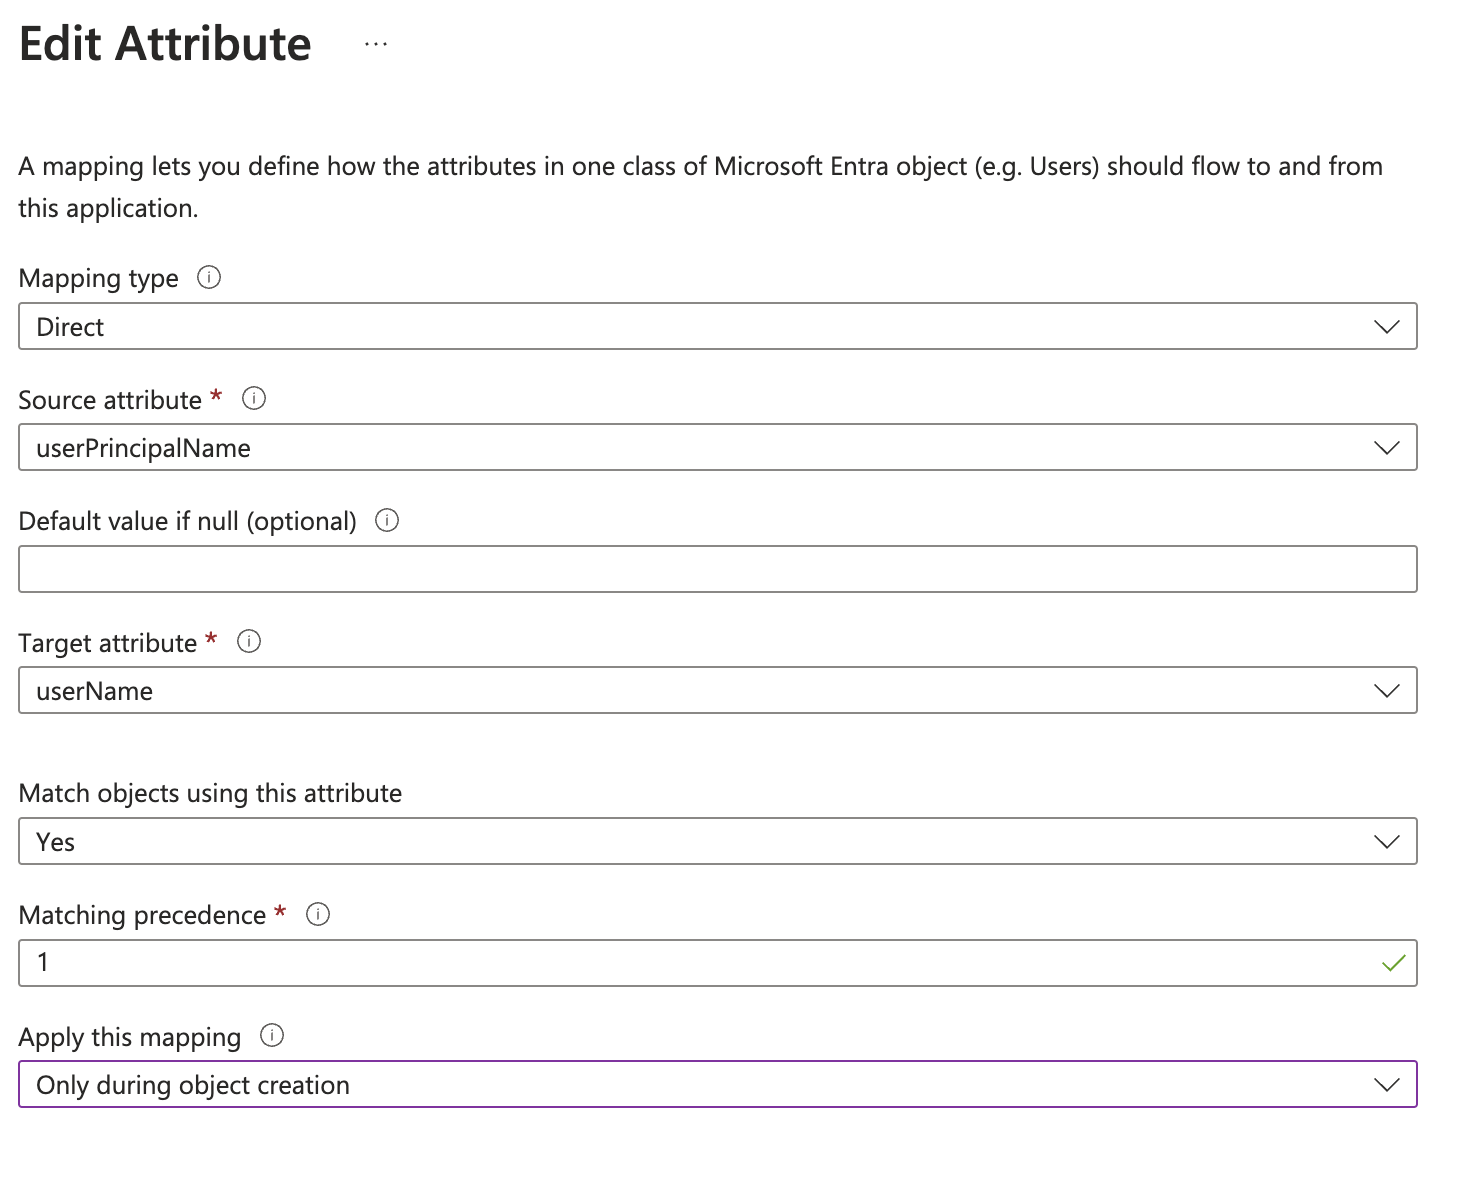 Edit Attribute ...
A mapping lets you define how the attributes in one class of Microsoft Entra object (e.g. Users) should flow to and from
this application.
Mapping type
Direct
Source attribute *
userPrincipalName
Default value if null (optional)
Target attribute *
userName
Match objects using this attribute
Yes
Matching precedence *
1
Apply this mapping
Only during object creation